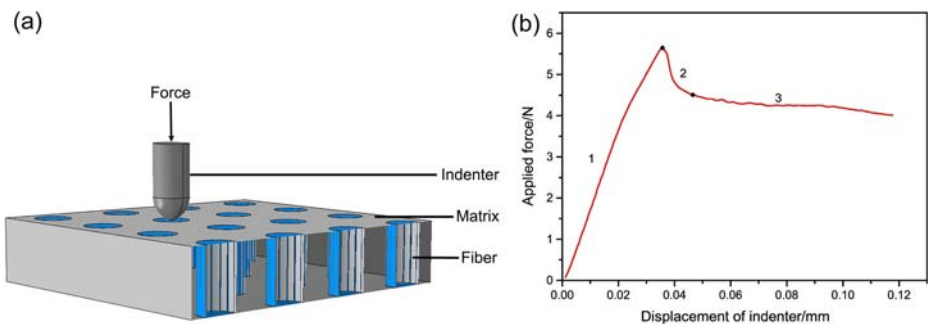 (a)
Force
Indenter
Matrix
Fiber
(b)
Applied force/N
6
5
4
3
2
1
0
1
2
3
0.00 0.02 0.04 0.06 0.08 0.10 0.12
Displacement of indenter/mm